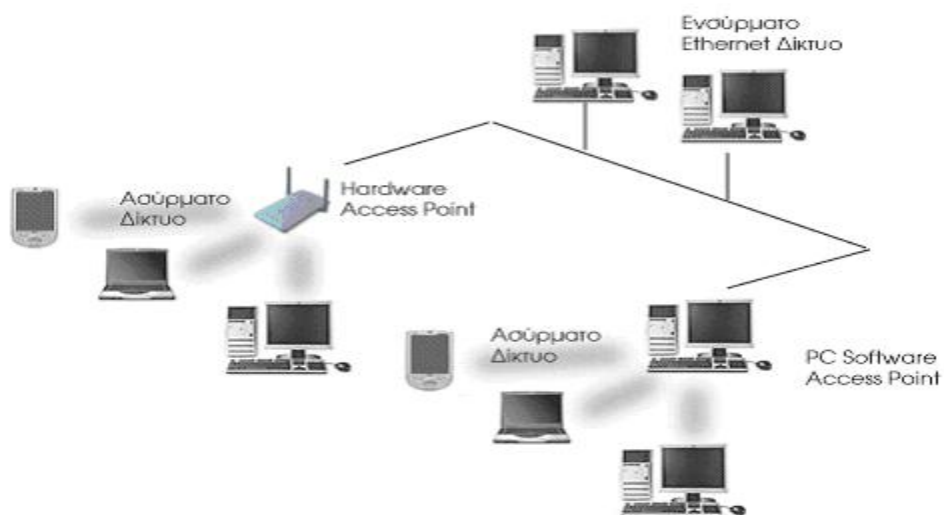 Ενσύρματο
Ethernet Δίκτυο
Ασύρματο
Δίκτυο
Hardware
Access Point
Ασύρματο
Δίκτυο
PC Software
Access Point